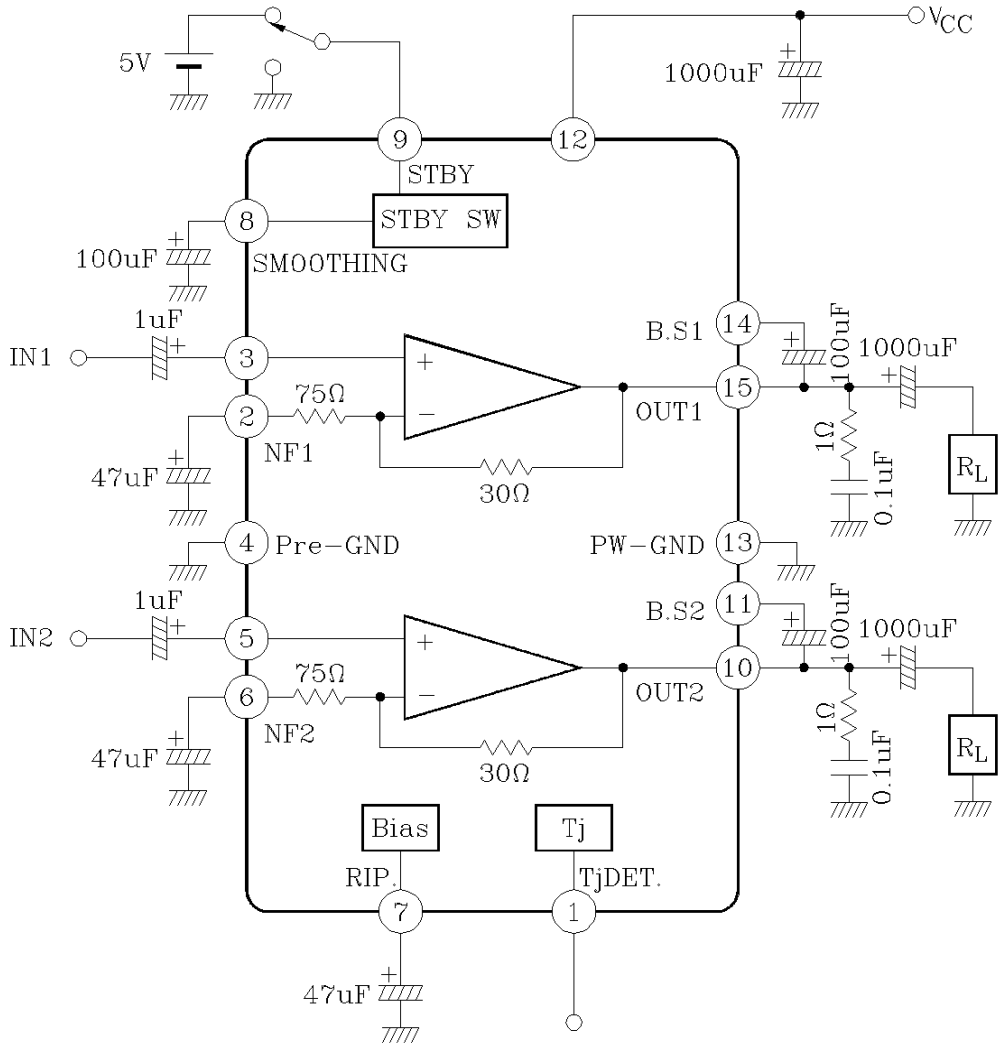 V_CC
5V
1000uF
9
12
STBY
STBY SW
8
100uF
SMOOTHING
1uF
IN1
3
B.S1
14
100uF
1000uF
75Ω
OUT1
15
2
NF1
47uF
30Ω
1Ω
0.1uF
R_L
4
Pre-GND
PW-GND
13
1uF
IN2
5
B.S2
11
100uF
1000uF
75Ω
OUT2
10
6
NF2
47uF
30Ω
1Ω
0.1uF
R_L
Bias
Tj
RIP.
TjDET.
7
1
47uF